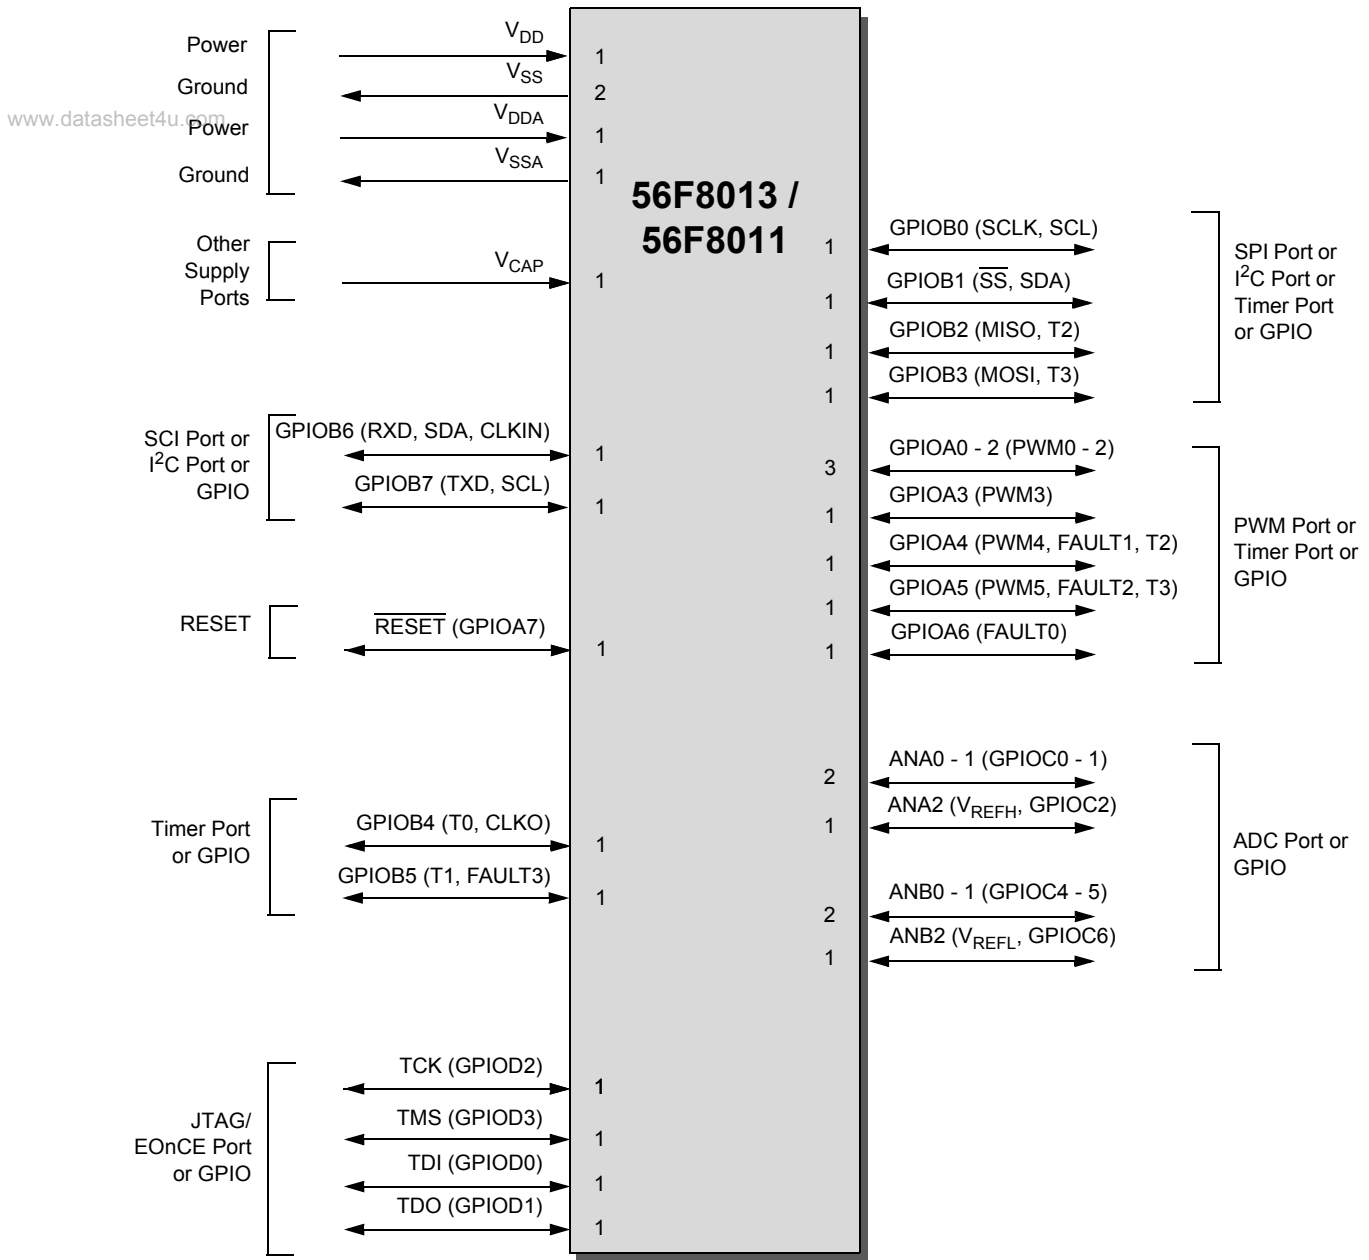 Power
V_DD
1
Ground
V_SS
2
www.datasheet4u.com
Power
V_DDA
1
Ground
V_SSA
1
56F8013 /
56F8011
Other
Supply
Ports
V_CAP
1
SCI Port or
I²C Port or
GPIO
GPIOB6 (RXD, SDA, CLKIN)
1
GPIOB7 (TXD, SCL)
1
RESET
RESET (GPIOA7)
1
Timer Port
or GPIO
GPIOB4 (T0, CLKO)
1
GPIOB5 (T1, FAULT3)
1
JTAG/
EOnCE Port
or GPIO
TCK (GPIOD2)
1
TMS (GPIOD3)
1
TDI (GPIOD0)
1
TDO (GPIOD1)
1
1
GPIOB0 (SCLK, SCL)
1
GPIOB1 (SS, SDA)
1
GPIOB2 (MISO, T2)
1
GPIOB3 (MOSI, T3)
SPI Port or
I²C Port or
Timer Port
or GPIO
3
GPIOA0 - 2 (PWM0 - 2)
1
GPIOA3 (PWM3)
1
GPIOA4 (PWM4, FAULT1, T2)
1
GPIOA5 (PWM5, FAULT2, T3)
1
GPIOA6 (FAULT0)
PWM Port or
Timer Port or
GPIO
2
ANA0 - 1 (GPIOC0 - 1)
1
ANA2 (V_REFH, GPIOC2)
2
ANB0 - 1 (GPIOC4 - 5)
1
ANB2 (V_REFL, GPIOC6)
ADC Port or
GPIO